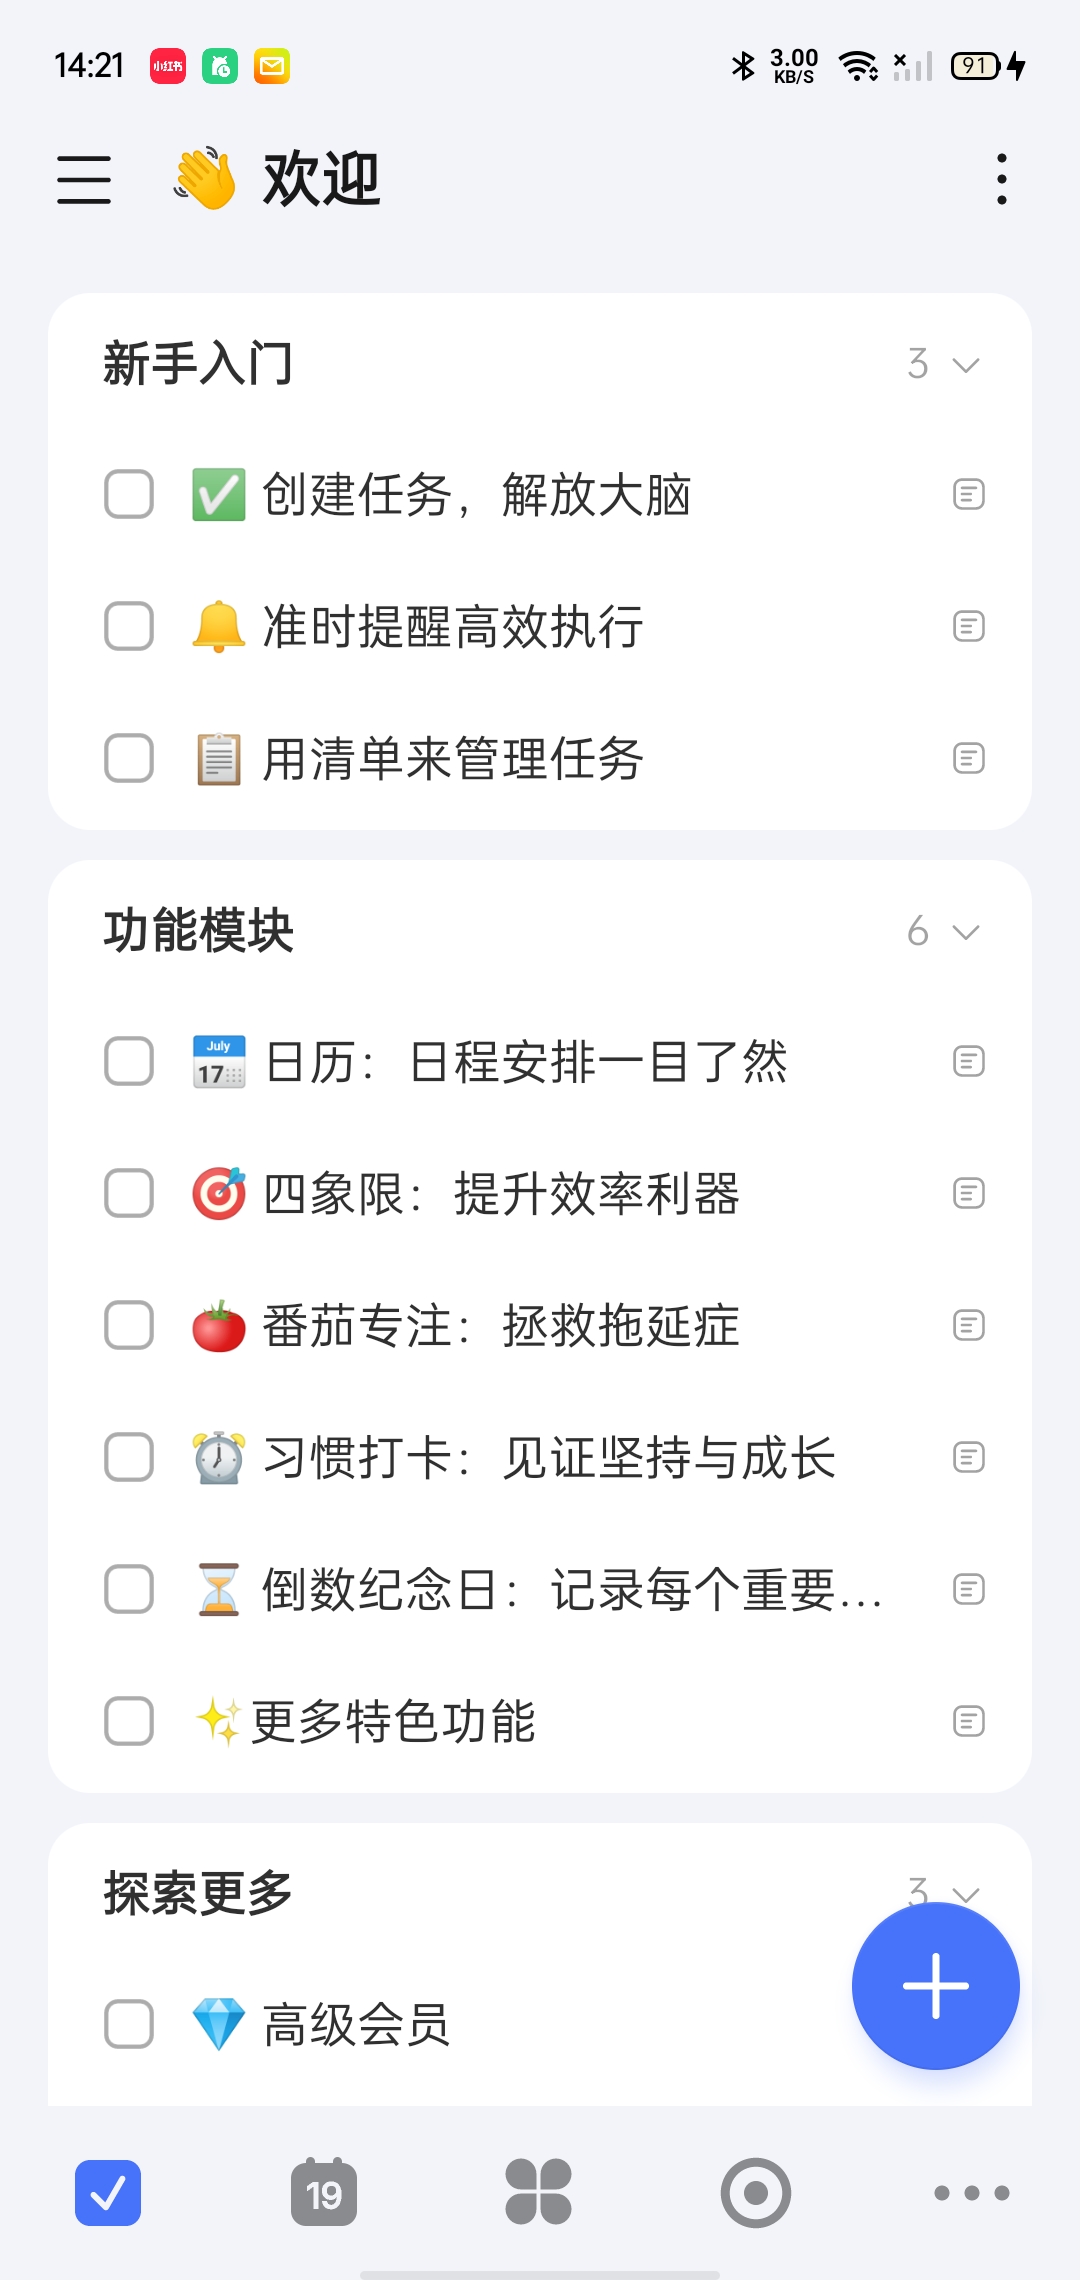 14:21
小红书
3.00
KB/S
91
👋 欢迎
新手入门 3
✅ 创建任务，解放大脑
🔔 准时提醒高效执行
📋 用清单来管理任务
功能模块 6
📅 日历：日程安排一目了然
July
17
🎯 四象限：提升效率利器
🍅 番茄专注：拯救拖延症
⏰ 习惯打卡：见证坚持与成长
⏳ 倒数纪念日：记录每个重要...
✨更多特色功能
探索更多 3
💎 高级会员
19